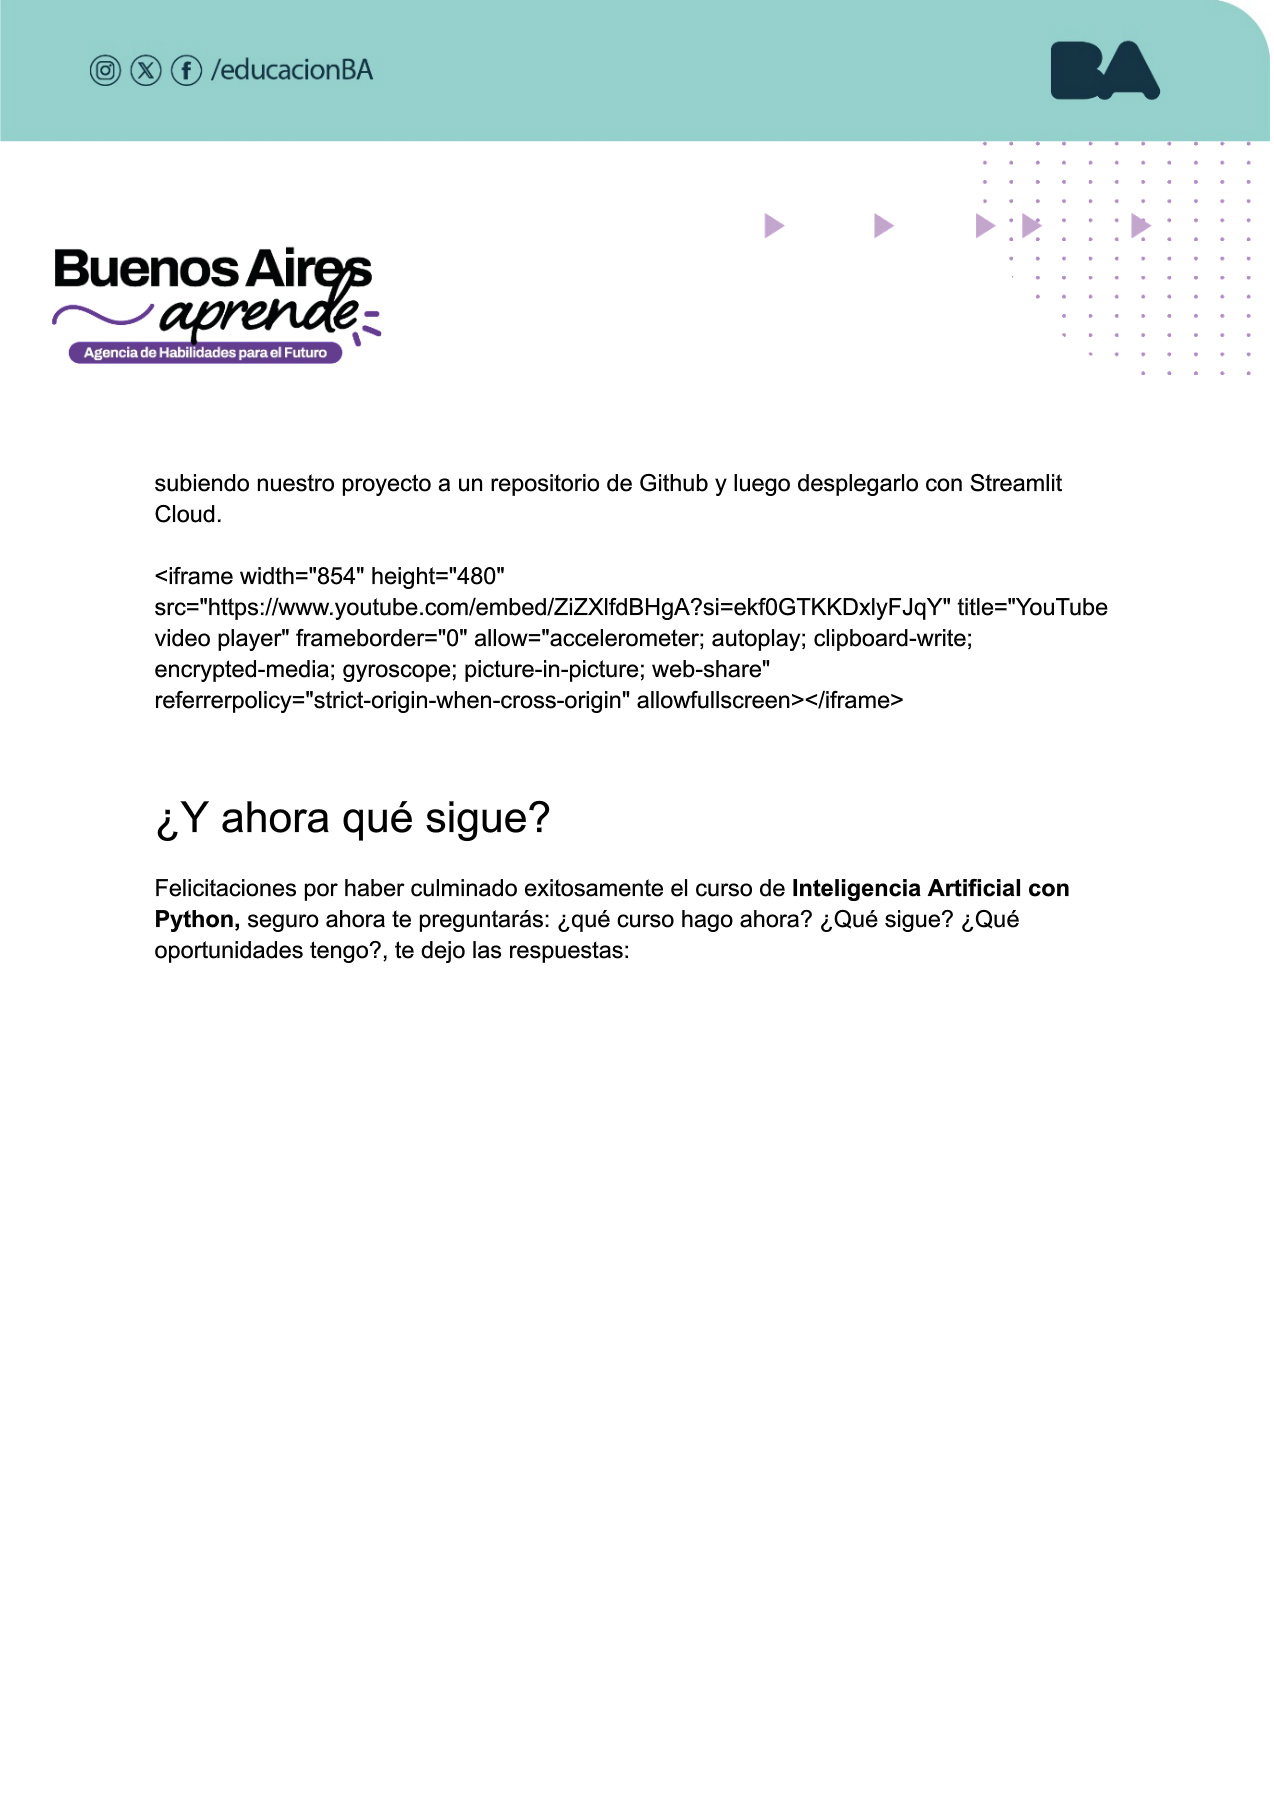 /educacionBA
BA
Buenos Aires
aprende
Agencia de Habilidades para el Futuro
subiendo nuestro proyecto a un repositorio de Github y luego desplegarlo con Streamlit
Cloud.
<iframe width="854" height="480"
src="https://www.youtube.com/embed/ZiZXlfdBHgA?si=ekf0GTKKDxlyFJqY" title="YouTube
video player" frameborder="0" allow="accelerometer; autoplay; clipboard-write;
encrypted-media; gyroscope; picture-in-picture; web-share"
referrerpolicy="strict-origin-when-cross-origin" allowfullscreen></iframe>
¿Y ahora qué sigue?
Felicitaciones por haber culminado exitosamente el curso de Inteligencia Artificial con
Python, seguro ahora te preguntarás: ¿qué curso hago ahora? ¿Qué sigue? ¿Qué
oportunidades tengo?, te dejo las respuestas: